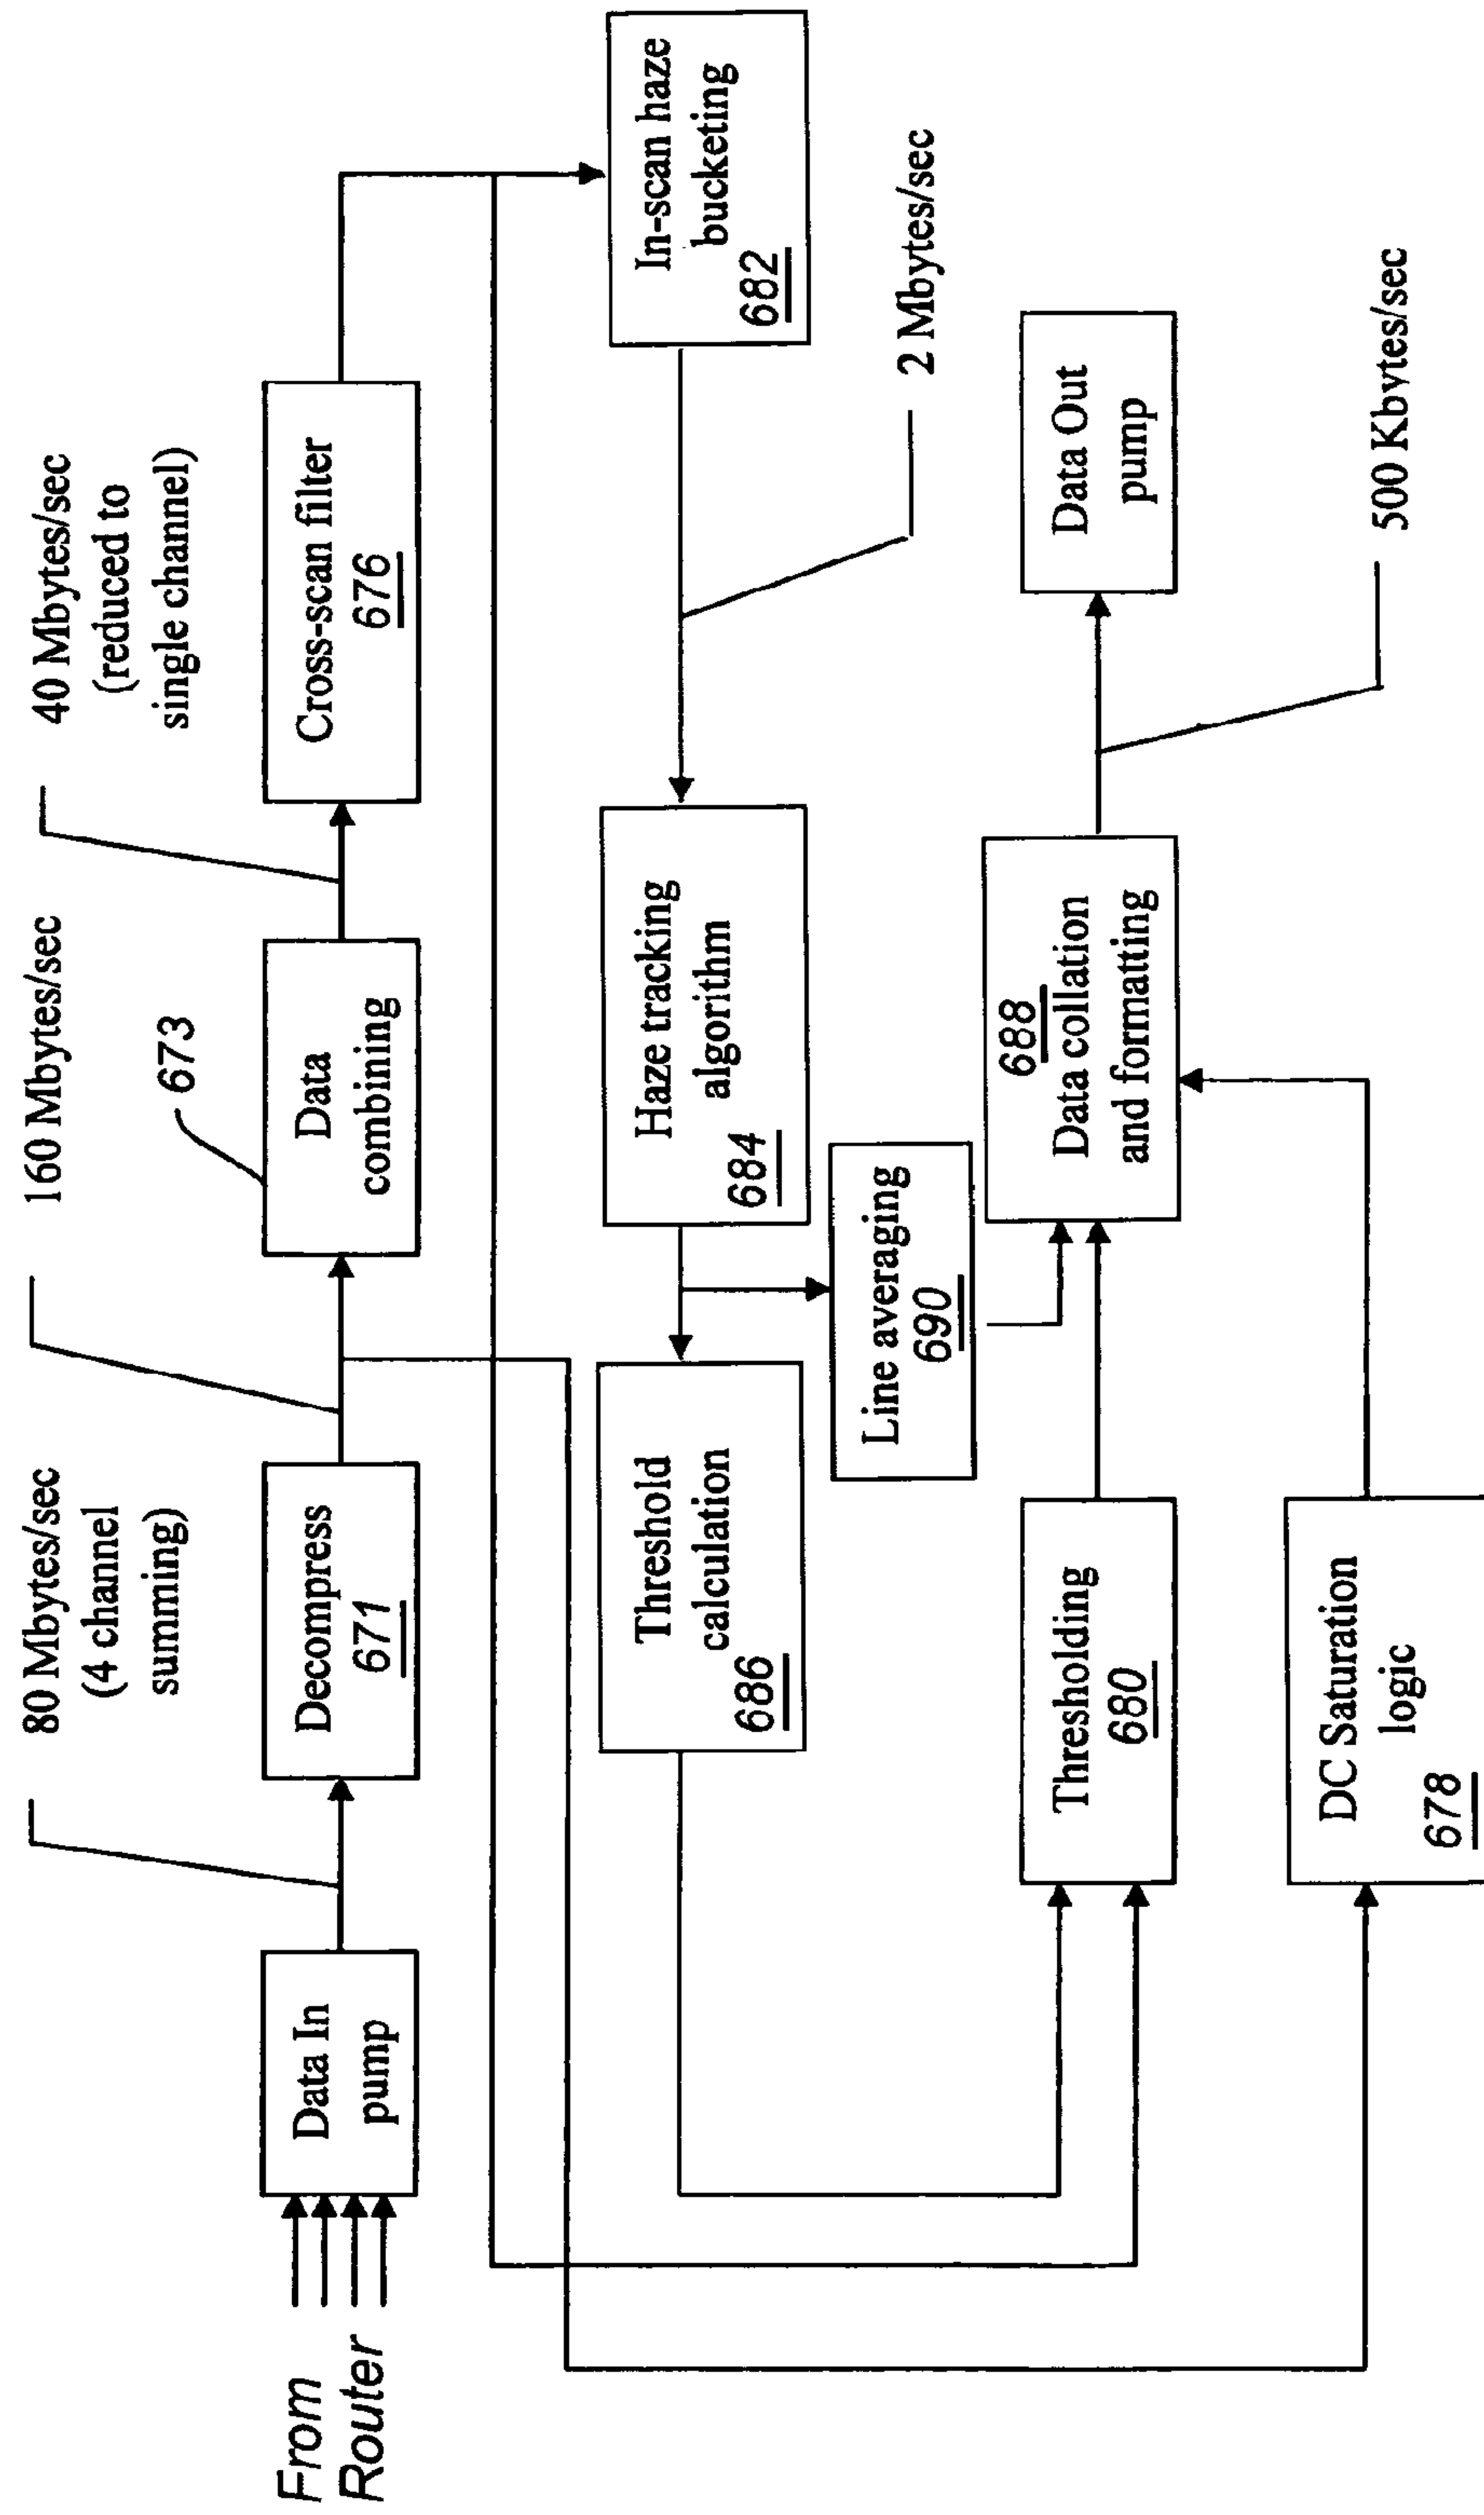 From
Router
Data In
pump
80 Mbytes/sec
(4 channel
summing)
Decompress
671
160 Mbytes/sec
673
Data
combining
40 Mbytes/sec
(reduced to
single channel)
Cross-scan filter
676
In-scan haze
bucketing
682
2 Mbytes/sec
Haze tracking
algorithm
684
Threshold
calculation
686
Line averaging
690
Thresholding
680
DC Saturation
logic
678
688
Data collation
and formatting
500 Kbytes/sec
Data Out
pump